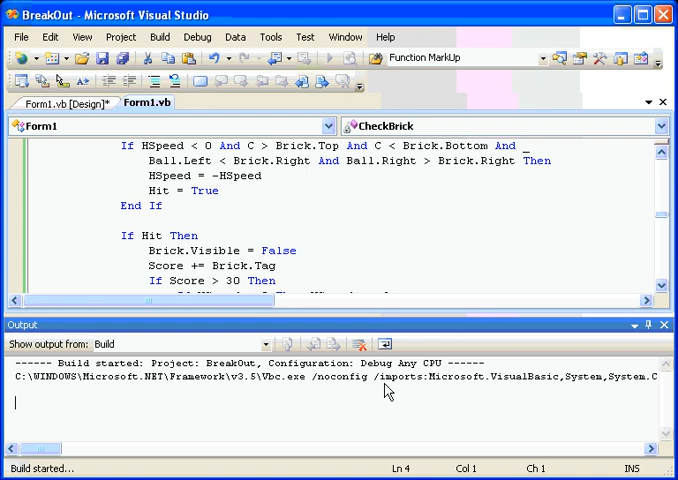 BreakOut - Microsoft Visual Studio
File Edit View Project Build Debug Data Tools Test Window Help
Function MarkUp
Form1.vb [Design]* Form1.vb
Form1 CheckBrick
If HSpeed < 0 And C > Brick.Top And C < Brick.Bottom And _
Ball.Left < Brick.Right And Ball.Right > Brick.Right Then
HSpeed = -HSpeed
Hit = True
End If
If Hit Then
Brick.Visible = False
Score += Brick.Tag
If Score > 30 Then
Output
Show output from: Build
------ Build started: Project: BreakOut, Configuration: Debug Any CPU ------
C:\WINDOWS\Microsoft.NET\Framework\v3.5\Vbc.exe /noconfig /imports:Microsoft.VisualBasic,System,System.C
Build started... Ln 4 Col 1 Ch 1 INS